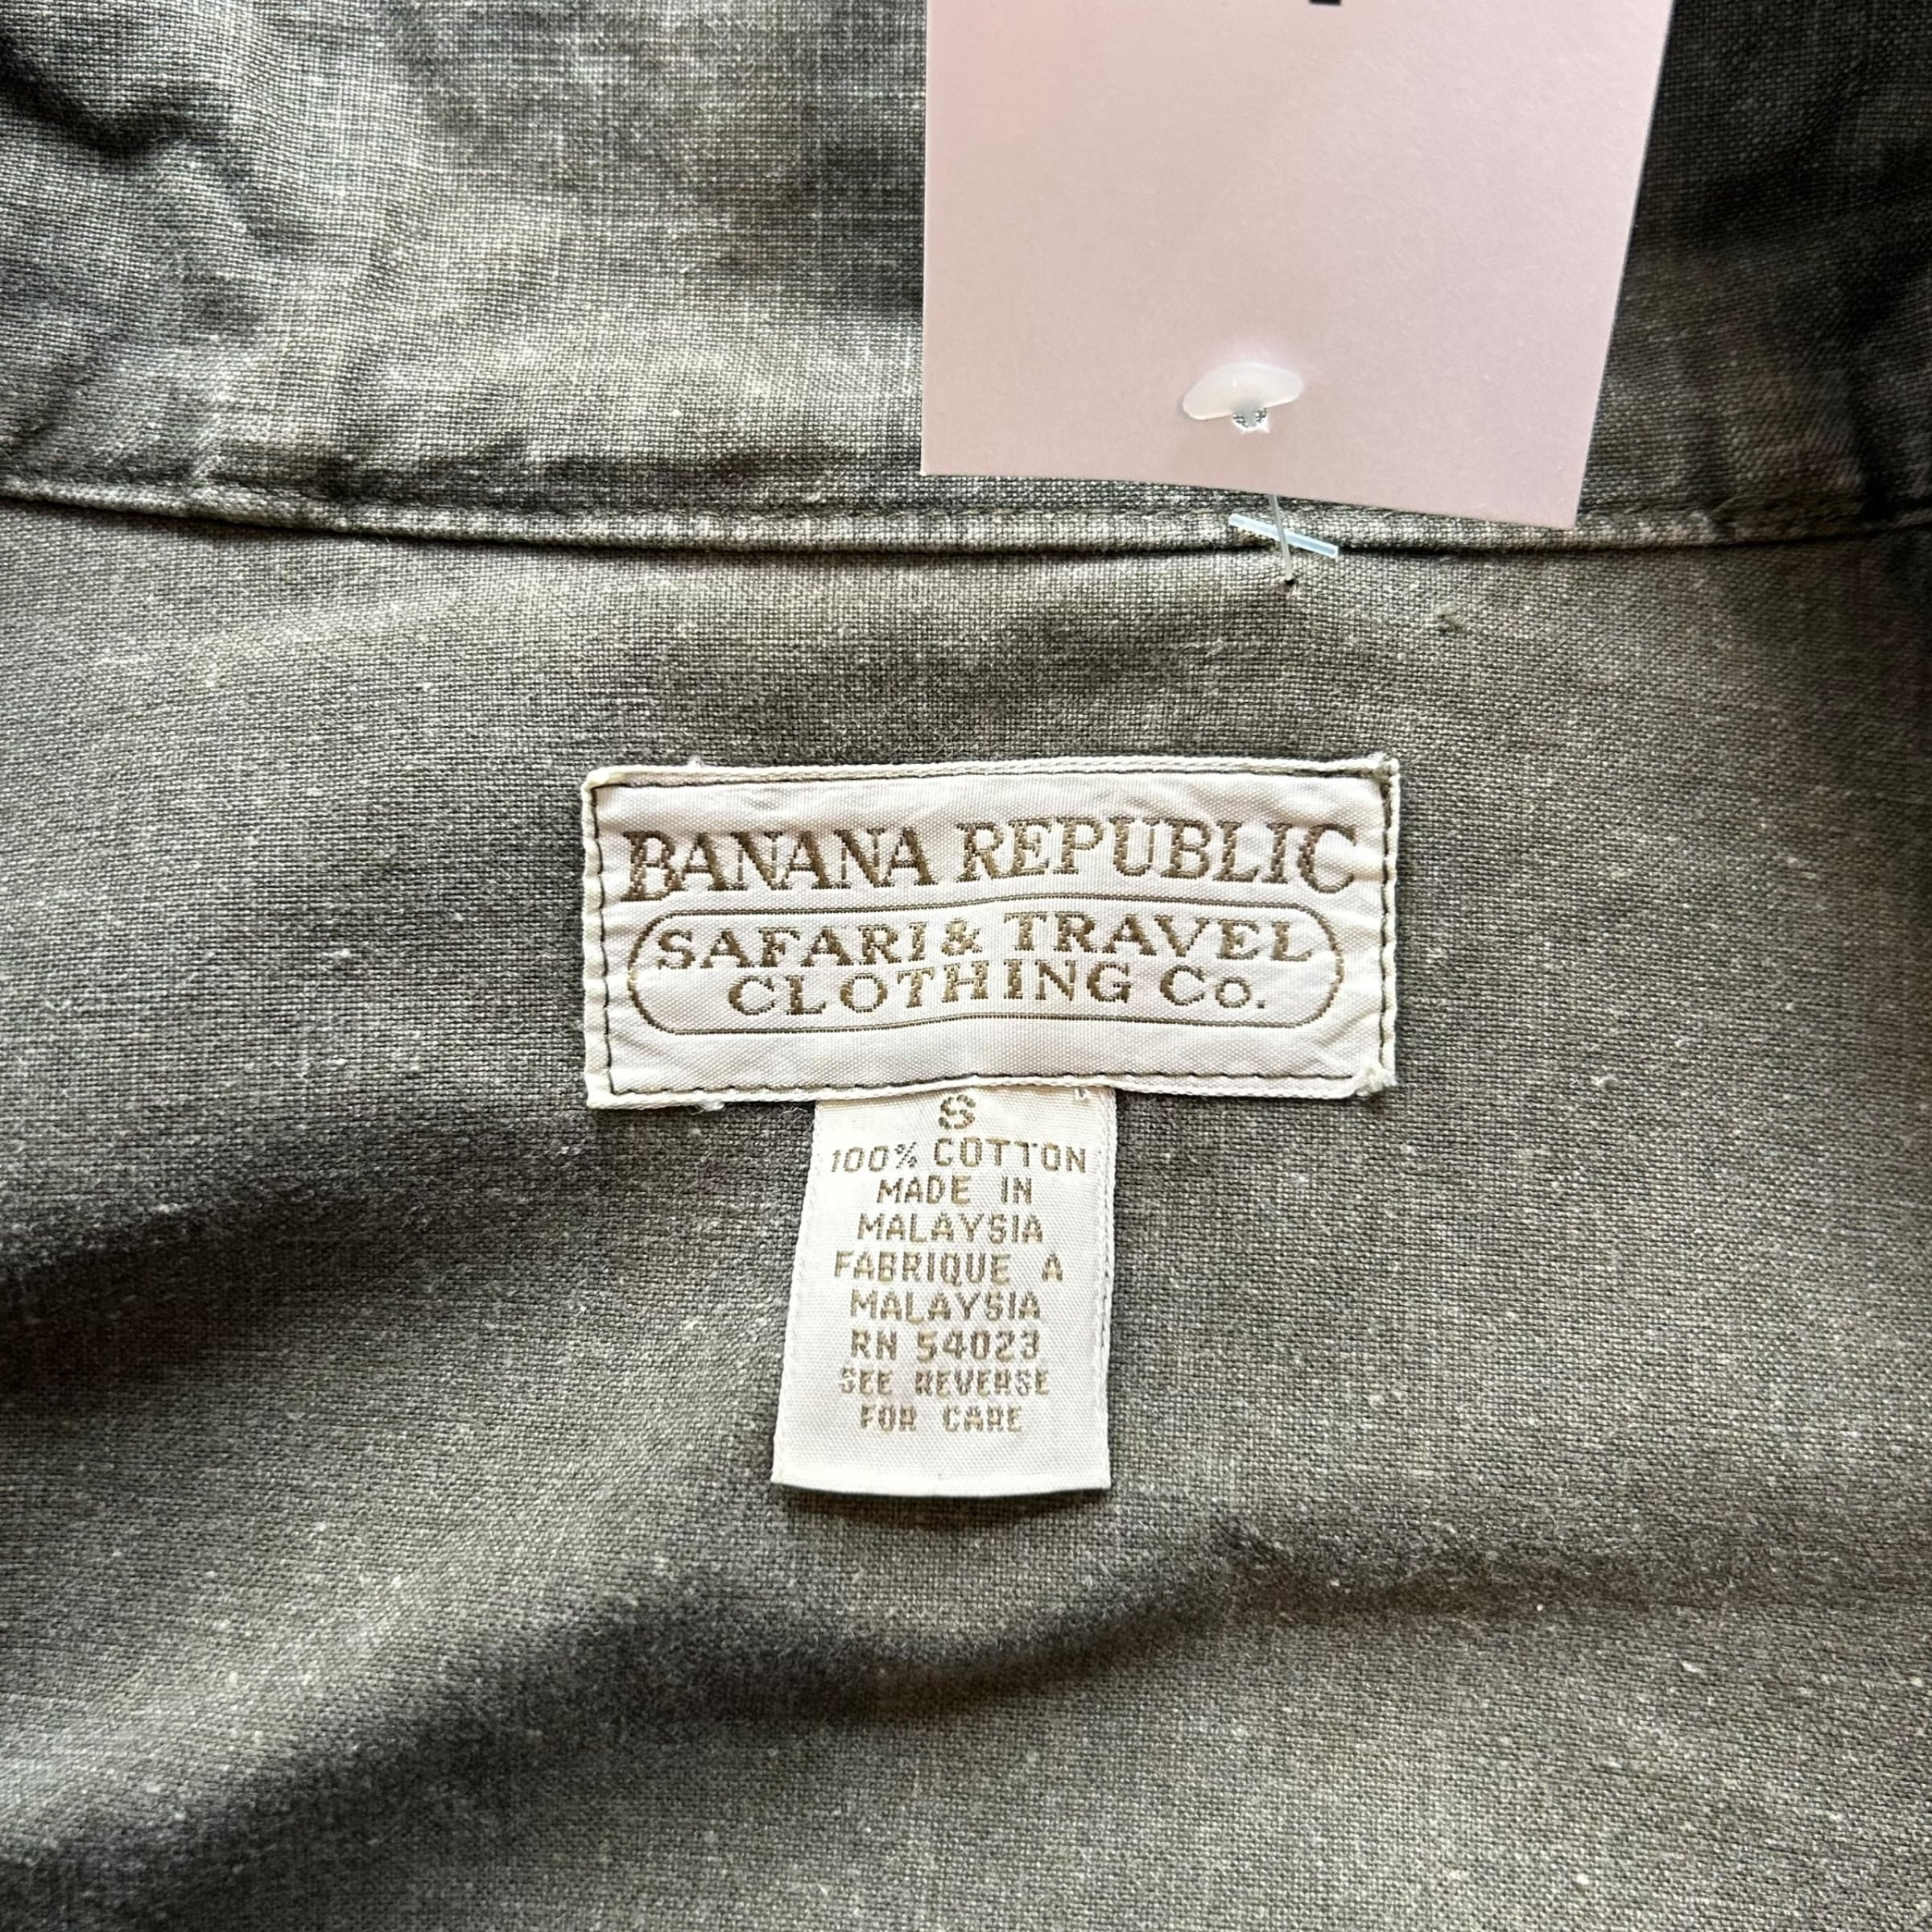 BANANA REPUBLIC
SAFARI & TRAVEL
CLOTHING Co.
S
100% COTTON
MADE IN
MALAYSIA
FABRIQUE A
MALAYSIA
RN 54023
SEE REVERSE
FOR CARE